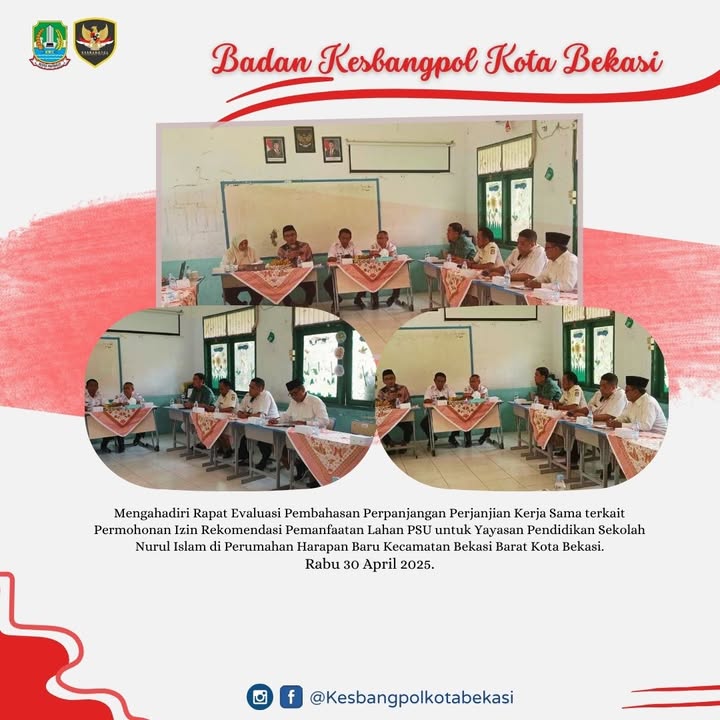 Badan Kesbangpol Kota Bekasi
Mengahadiri Rapat Evaluasi Pembahasan Perpanjangan Perjanjian Kerja Sama terkait
Permohonan Izin Rekomendasi Pemanfaatan Lahan PSU untuk Yayasan Pendidikan Sekolah
Nurul Islam di Perumahan Harapan Baru Kecamatan Bekasi Barat Kota Bekasi.
Rabu 30 April 2025.
@Kesbangpolkotabekasi